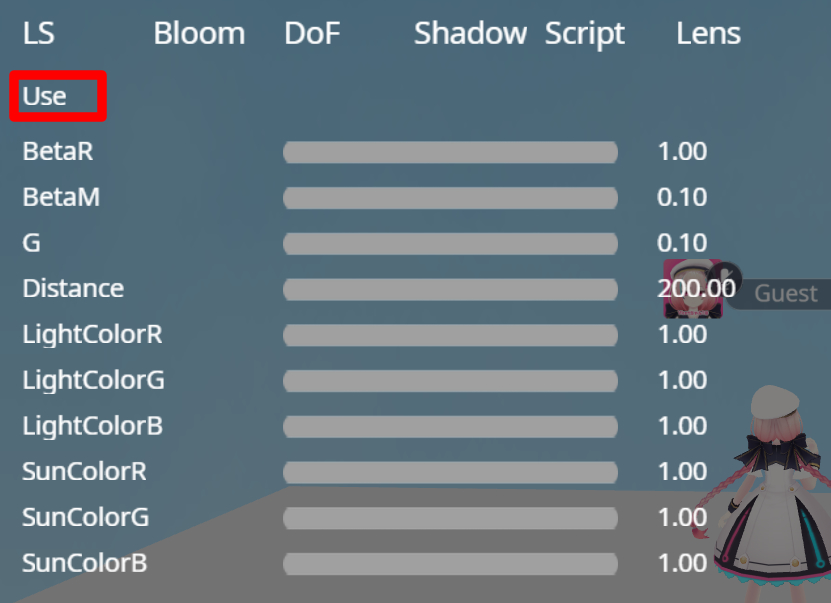 LS Bloom DoF Shadow Script Lens
Use
BetaR 1.00
BetaM 0.10
G 0.10
Distance 200.00
Guest
LightColorR 1.00
LightColorG 1.00
LightColorB 1.00
SunColorR 1.00
SunColorG 1.00
SunColorB 1.00